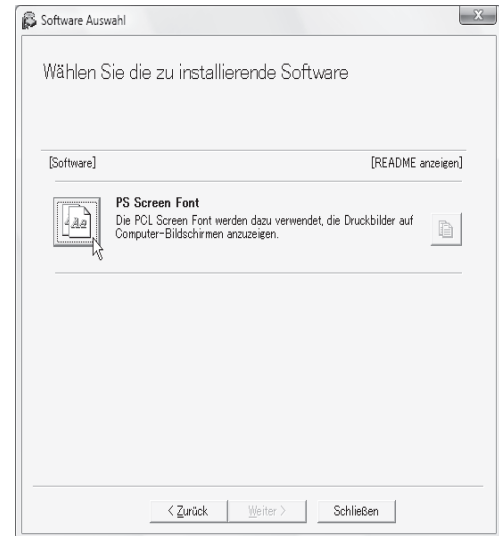 Software Auswahl
Wählen Sie die zu installierende Software
[Software] [README anzeigen]
PS Screen Font
Die PCL Screen Font werden dazu verwendet, die Druckbilder auf
Computer-Bildschirmen anzuzeigen.
< Zurück Weiter > Schließen